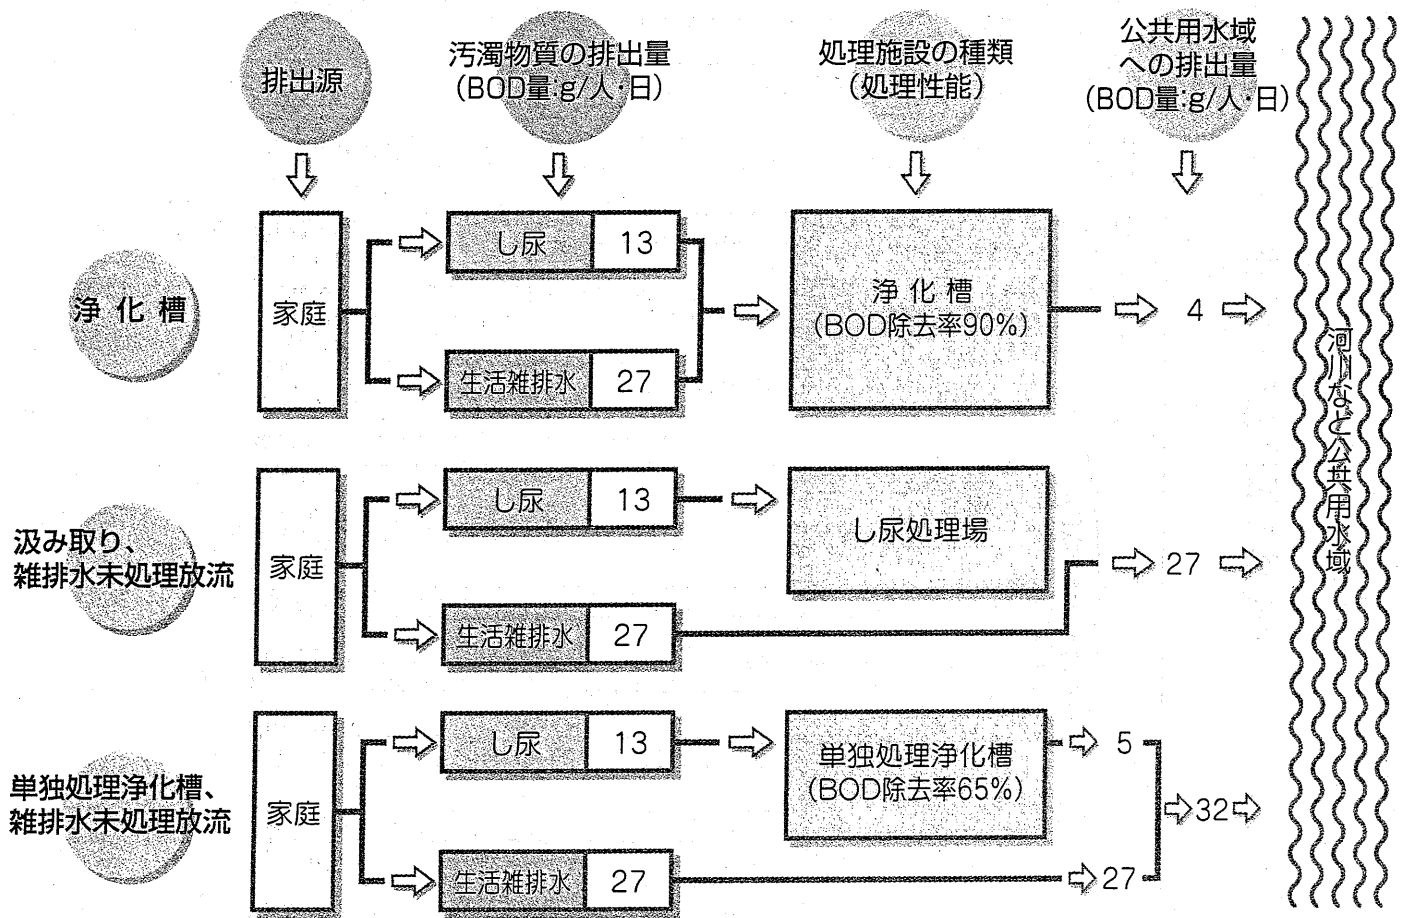 排出源
汚濁物質の排出量
(BOD量:g/人・日)
処理施設の種類
(処理性能)
公共用水域
への排出量
(BOD量:g/人・日)
浄化槽
家庭
し尿 13
生活雑排水 27
浄化槽
(BOD除去率90%)
4
汲み取り、
雑排水未処理放流
家庭
し尿 13
生活雑排水 27
し尿処理場
27
単独処理浄化槽、
雑排水未処理放流
家庭
し尿 13
生活雑排水 27
単独処理浄化槽
(BOD除去率65%)
5
27
32
河川など公共用水域